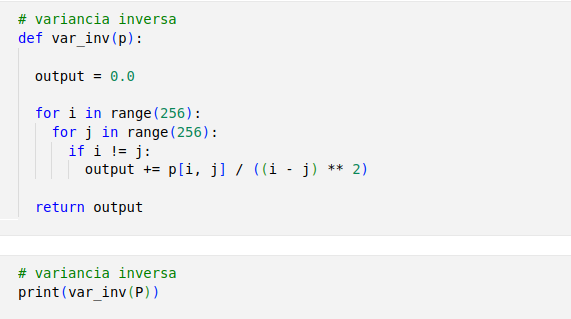 # variancia inversa
def var_inv(p):
output = 0.0
for i in range(256):
for j in range(256):
if i != j:
output += p[i, j] / ((i - j) ** 2)
return output
# variancia inversa
print(var_inv(P))